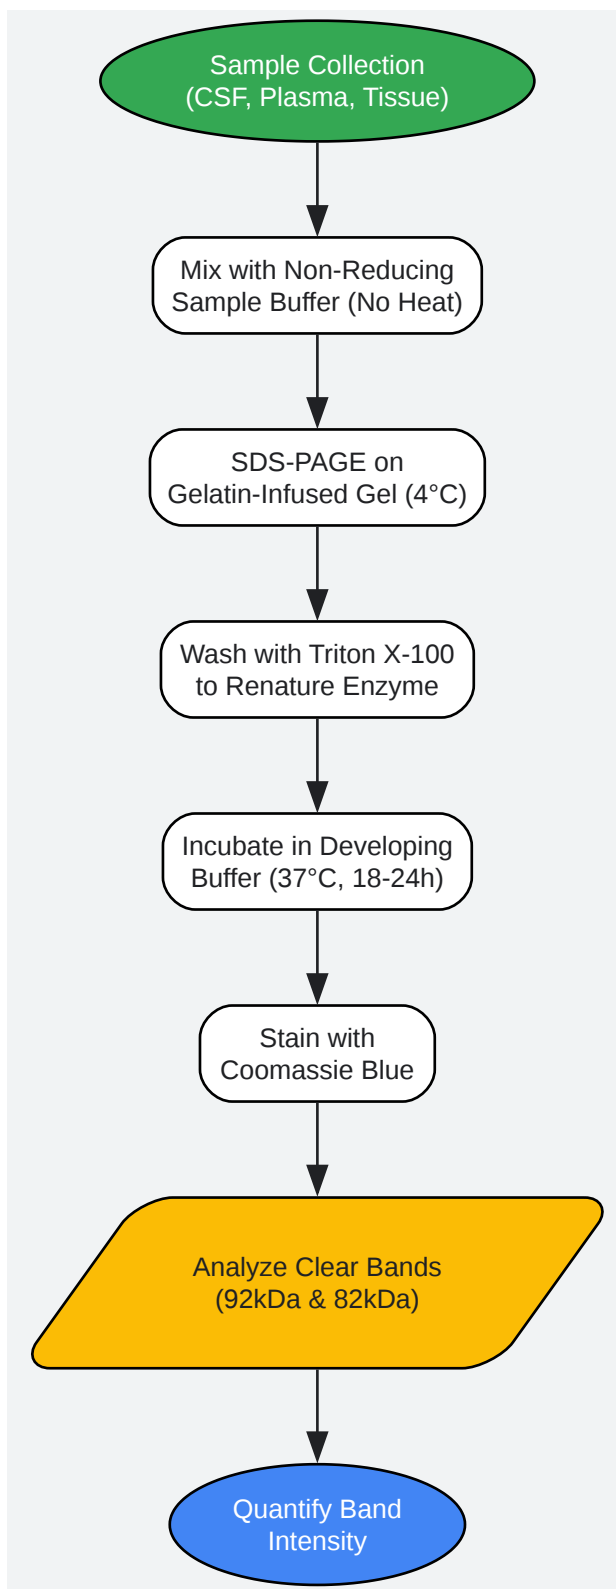 Sample Collection
(CSF, Plasma, Tissue)
Mix with Non-Reducing
Sample Buffer (No Heat)
SDS-PAGE on
Gelatin-Infused Gel (4°C)
Wash with Triton X-100
to Renature Enzyme
Incubate in Developing
Buffer (37°C, 18-24h)
Stain with
Coomassie Blue
Analyze Clear Bands
(92kDa & 82kDa)
Quantify Band
Intensity